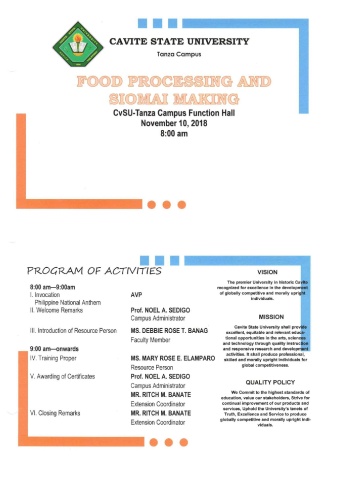 CAVITE STATE UNIVERSITY
Tanza Campus
FOOD PROCESSING AND
SIOMAI MAKING
CvSU-Tanza Campus Function Hall
November 10, 2018
8:00 am
PROGRAM OF ACTIVITIES
8:00 am—9:00am
I. Invocation AVP
Philippine National Anthem
II. Welcome Remarks Prof. NOEL A. SEDIGO
Campus Administrator
III. Introduction of Resource Person MS. DEBBIE ROSE T. BANAG
Faculty Member
9:00 am—onwards
IV. Training Proper MS. MARY ROSE E. ELAMPARO
Resource Person
V. Awarding of Certificates Prof. NOEL A. SEDIGO
Campus Administrator
MR. RITCH M. BANATE
Extension Coordinator
VI. Closing Remarks MR. RITCH M. BANATE
Extension Coordinator
VISION
The premier University in historic Cavite
recognized for excellence in the development
of globally competitive and morally upright
individuals.
MISSION
Cavite State University shall provide
excellent, equitable and relevant educa-
tional opportunities in the arts, sciences
and technology through quality instruction
and responsive research and development
activities. It shall produce professional,
skilled and morally upright individuals for
global competitiveness.
QUALITY POLICY
We Commit to the highest standards of
education, value our stakeholders, Strive for
continual improvement of our products and
services, Uphold the University's tenets of
Truth, Excellence and Service to produce
globally competitive and morally upright indi-
viduals.